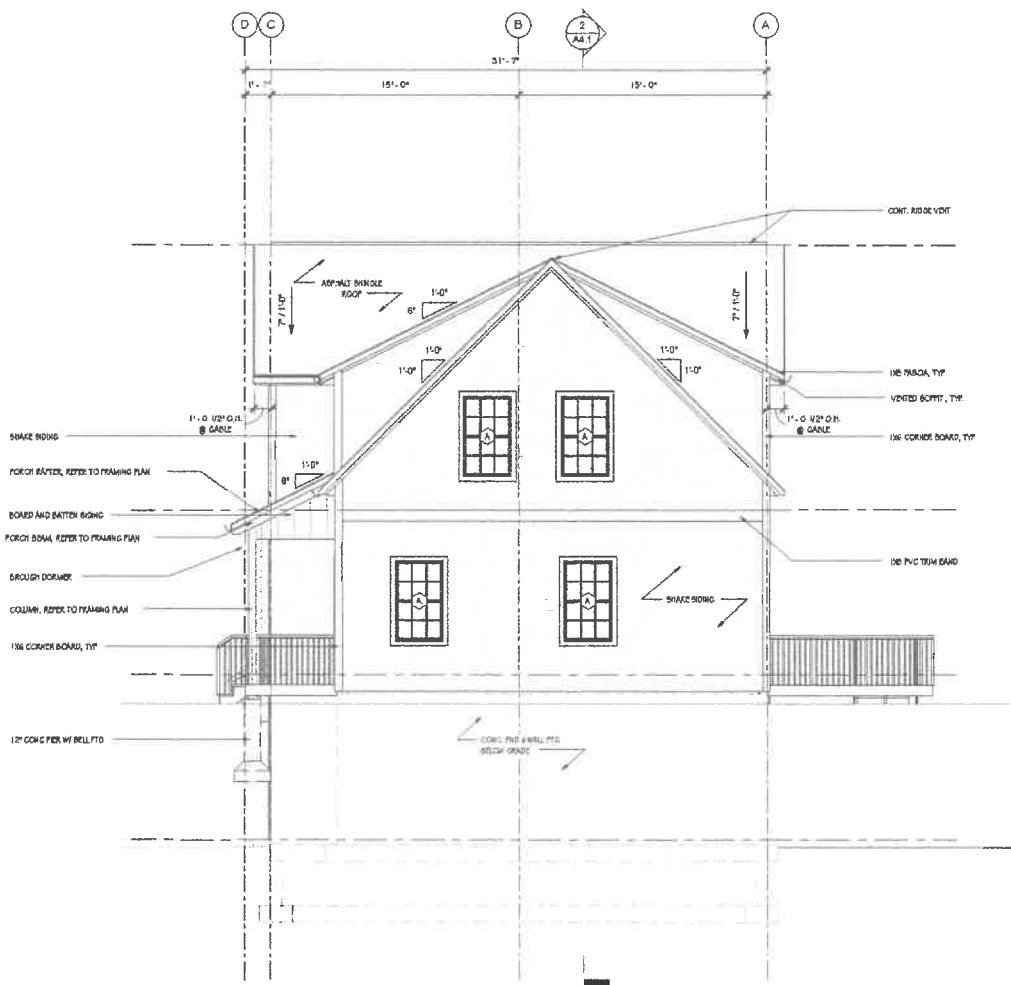 D C B A
2
A4.1
31'-7"
1'-7" 15'-0" 15'-0"
CONT. RIDGE VENT
ASPHALT SHINGLE
ROOF
7" / 1'-0"
1'-0"
6"
7" / 1'-0"
1'-0"
1'-0"
1'-0"
1'-0"
1X8 FASCIA, TYP
VENTED SOFFIT, TYP.
1'-0 1/2" O.H.
@ GABLE
1'-0 1/2" O.H.
@ GABLE
SHAKE SIDING
1X6 CORNER BOARD, TYP
A A
PORCH RAFTER, REFER TO FRAMING PLAN
1'-0"
6"
BOARD AND BATTEN SIDING
PORCH BEAM, REFER TO FRAMING PLAN
1X8 PVC TRIM BAND
DORMER
A A
SHAKE SIDING
COLUMN, REFER TO FRAMING PLAN
1X6 CORNER BOARD, TYP
12" CONC PIER W/ BELL FTG
CONC. FND WALL FTG
BELOW GRADE